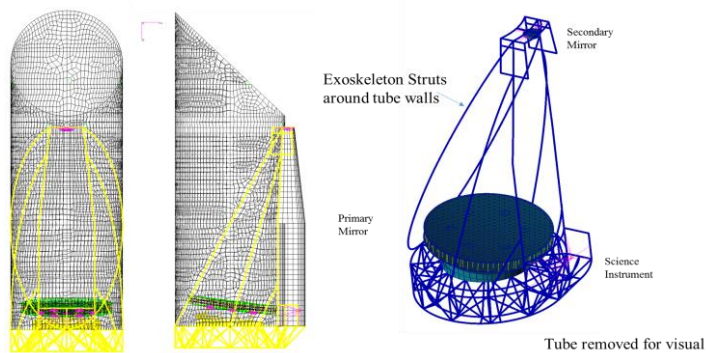 Secondary
Mirror
Exoskeleton Struts
around tube walls
Primary
Mirror
Science
Instrument
Tube removed for visual